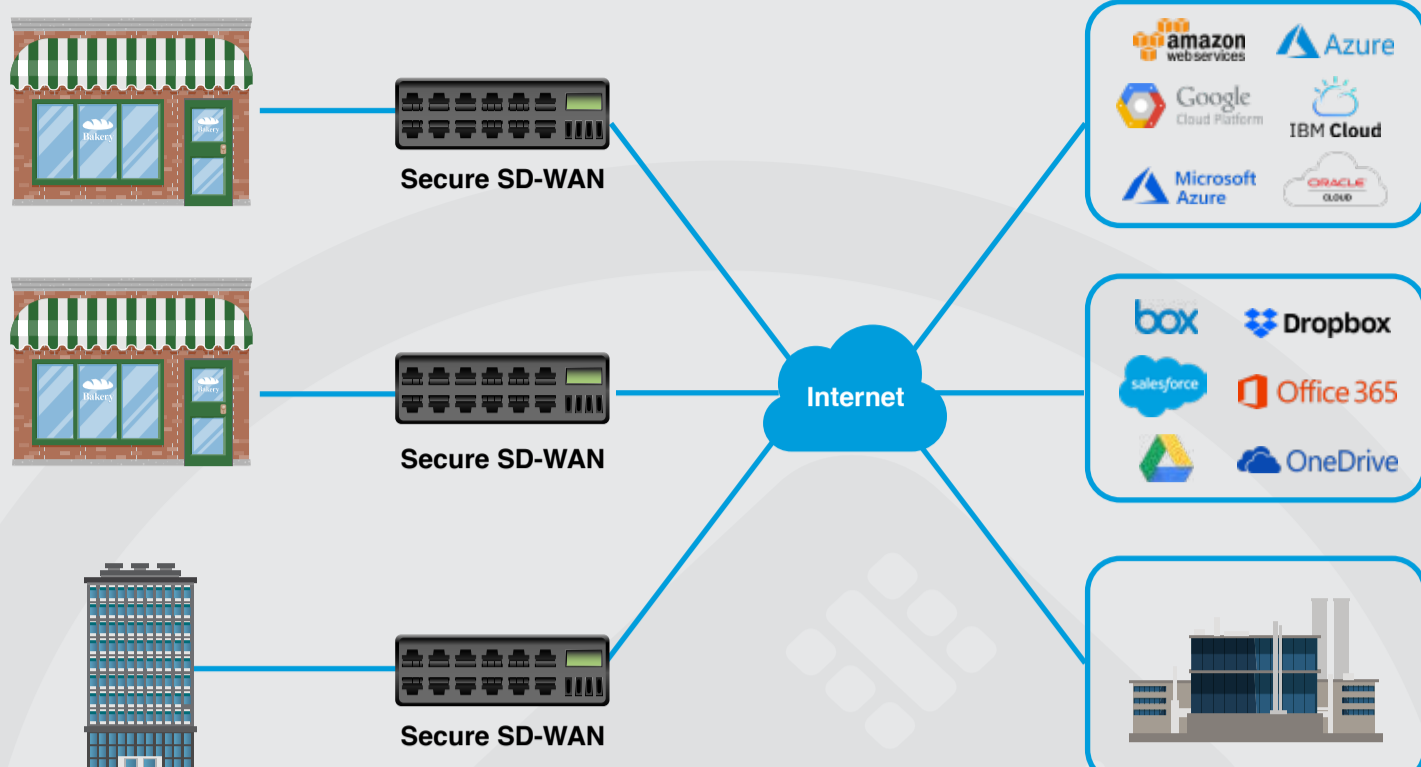 Bakery
Bakery
Secure SD-WAN
Bakery
Bakery
Secure SD-WAN
Secure SD-WAN
Internet
amazon
webservices
Azure
Google
Cloud Platform
IBM Cloud
Microsoft
Azure
ORACLE
CLOUD
box
Dropbox
salesforce
Office 365
OneDrive